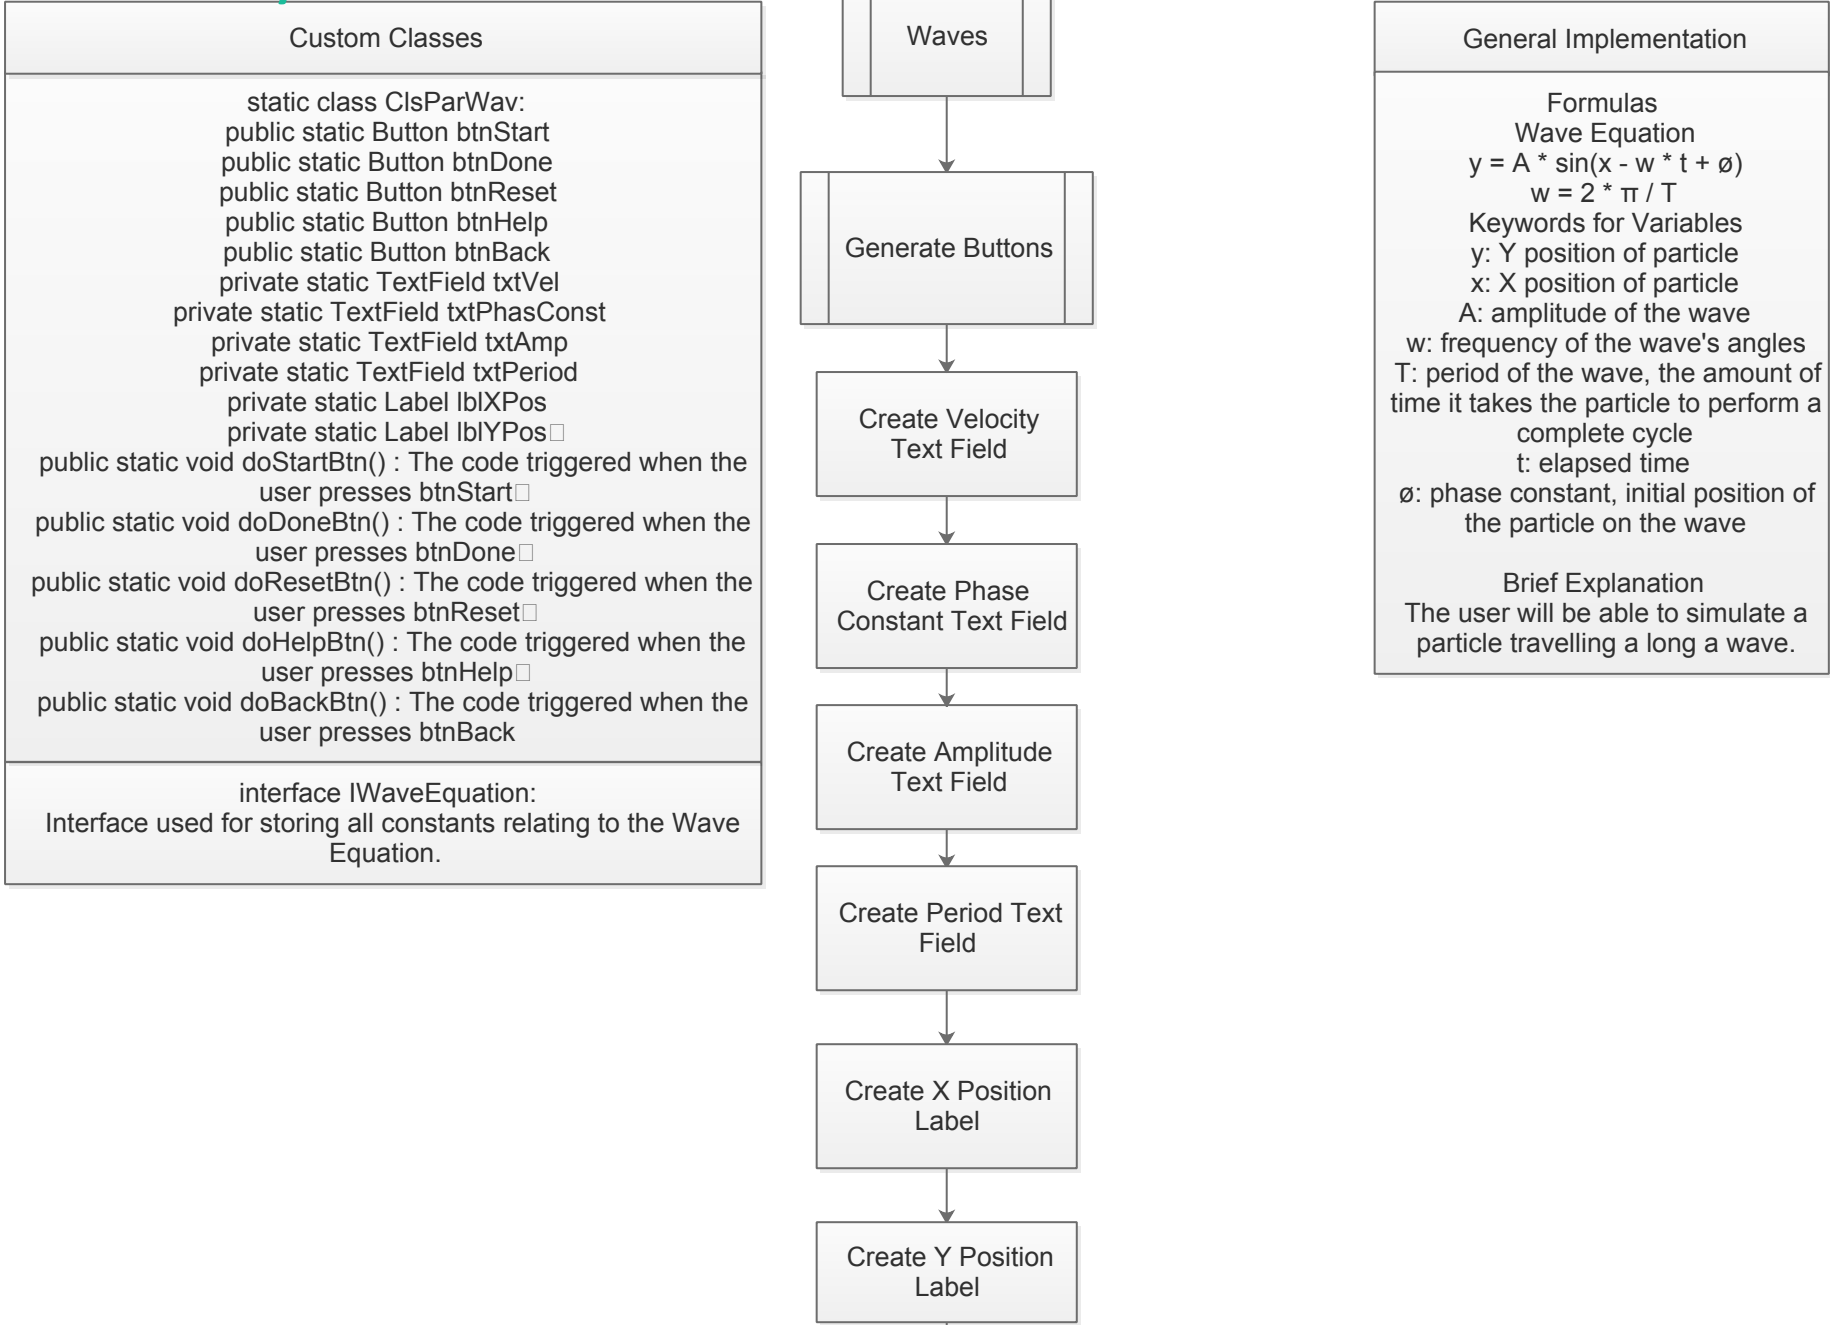 Custom Classes
static class ClsParWav:
public static Button btnStart
public static Button btnDone
public static Button btnReset
public static Button btnHelp
public static Button btnBack
private static TextField txtVel
private static TextField txtPhasConst
private static TextField txtAmp
private static TextField txtPeriod
private static Label lblXPos
private static Label lblYPos□
public static void doStartBtn() : The code triggered when the
user presses btnStart□
public static void doDoneBtn() : The code triggered when the
user presses btnDone□
public static void doResetBtn() : The code triggered when the
user presses btnReset□
public static void doHelpBtn() : The code triggered when the
user presses btnHelp□
public static void doBackBtn() : The code triggered when the
user presses btnBack
interface IWaveEquation:
Interface used for storing all constants relating to the Wave
Equation.
Waves
Generate Buttons
Create Velocity
Text Field
Create Phase
Constant Text Field
Create Amplitude
Text Field
Create Period Text
Field
Create X Position
Label
Create Y Position
Label
General Implementation
Formulas
Wave Equation
y = A * sin(x - w * t + ø)
w = 2 * π / T
Keywords for Variables
y: Y position of particle
x: X position of particle
A: amplitude of the wave
w: frequency of the wave's angles
T: period of the wave, the amount of
time it takes the particle to perform a
complete cycle
t: elapsed time
ø: phase constant, initial position of
the particle on the wave
Brief Explanation
The user will be able to simulate a
particle travelling a long a wave.